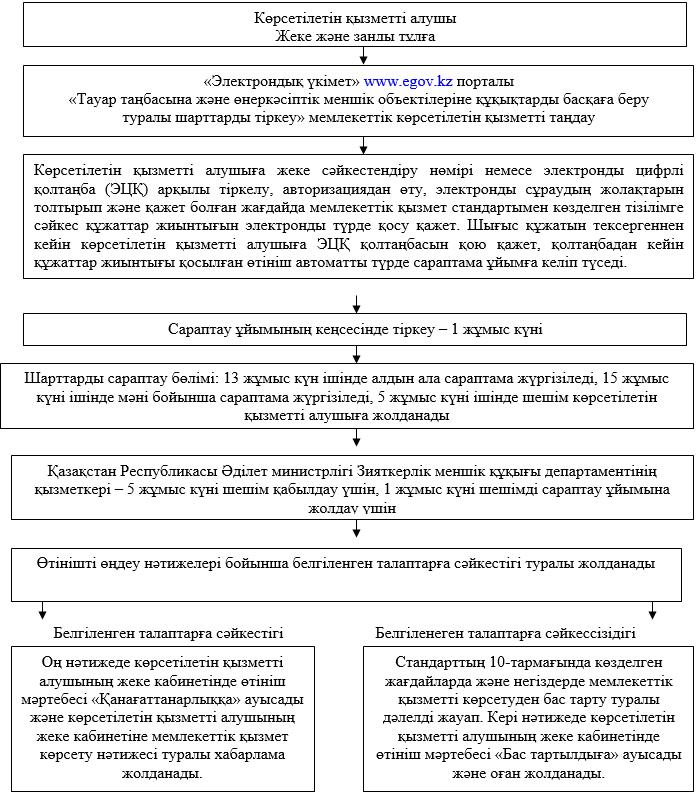 Көрсетілетін қызметті алушы
Жеке және заңды тұлға
«Электрондық үкімет» www.egov.kz порталы
«Тауар таңбасына және өнеркәсіптік меншік объектілеріне құқықтарды басқаға беру
туралы шарттарды тіркеу» мемлекеттік көрсетілетін қызметті таңдау
Көрсетілетін қызметті алушыға жеке сәйкестендіру нөмірі немесе электронды цифрлі
қолтаңба (ЭЦҚ) арқылы тіркелу, авторизациядан өту, электронды сұраудың жолақтарын
толтырып және қажет болған жағдайда мемлекеттік қызмет стандартымен көзделген тізілімге
сәйкес құжаттар жиынтығын электронды түрде қосу қажет. Шығыс құжатын тексергеннен
кейін көрсетілетін қызметті алушыға ЭЦҚ қолтаңбасын қою қажет, қолтаңбадан кейін
құжаттар жиынтығы қосылған өтініш автоматты түрде сараптама ұйымға келіп түседі.
Сараптау ұйымының кеңсесінде тіркеу – 1 жұмыс күні
Шарттарды сараптау бөлімі: 13 жұмыс күн ішінде алдын ала сараптама жүргізіледі, 15 жұмыс
күні ішінде мәні бойынша сараптама жүргізіледі, 5 жұмыс күні ішінде шешім көрсетілетін
қызметті алушыға жолданады
Қазақстан Республикасы Әділет министрлігі Зияткерлік меншік құқығы департаментінің
қызметкері – 5 жұмыс күні шешім қабылдау үшін, 1 жұмыс күні шешімді сараптау ұйымына
жолдау үшін
Өтінішті өңдеу нәтижелері бойынша белгіленген талаптарға сәйкестігі туралы жолданады
Белгіленген талаптарға сәйкестігі
Белгіленеген талаптарға сәйкессізідігі
Оң нәтижеде көрсетілетін қызметті
алушының жеке кабинетінде өтініш
мәртебесі «Қанағаттанарлыққа» ауысады
және көрсетілетін қызметті алушының
жеке кабинетіне мемлекеттік қызмет
көрсету нәтижесі туралы хабарлама
жолданады.
Стандарттың 10-тармағында көзделген
жағдайларда және негіздерде мемлекеттік
қызметті көрсетуден бас тарту туралы
дәлелді жауап. Кері нәтижеде көрсетілетін
қызметті алушының жеке кабинетінде
өтініш мәртебесі «Бас тартылдыға» ауысады
және оған жолданады.